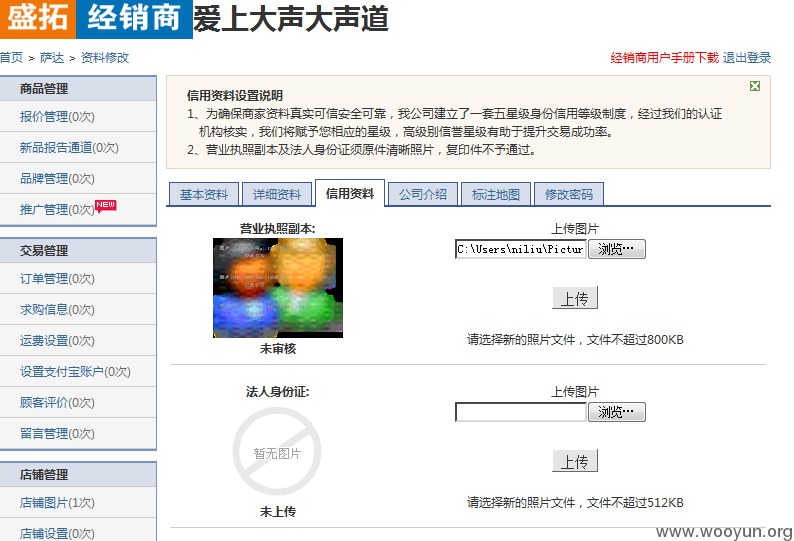 盛拓 经销商 爱上大声大声道
首页 > 萨达 > 资料修改
经销商用户手册下载 退出登录
商品管理
报价管理(0次)
新品报告通道(0次)
品牌管理(0次)
推广管理(0次) NEW
交易管理
订单管理(0次)
求购信息(0次)
运费设置(0次)
设置支付宝账户(0次)
顾客评价(0次)
留言管理(0次)
店铺管理
店铺图片(1次)
店铺设置(0次)
信用资料设置说明
1、为确保商家资料真实可信安全可靠，我公司建立了一套五星级身份信用等级制度，经过我们的认证
机构核实，我们将赋予您相应的星级，高级别信誉星级有助于提升交易成功率。
2、营业执照副本及法人身份证须原件清晰照片，复印件不予通过。
基本资料 详细资料 信用资料 公司介绍 标注地图 修改密码
营业执照副本:
未审核
上传图片
C:\Users\niliu\Pictur 浏览…
上传
请选择新的照片文件，文件不超过800KB
法人身份证:
暂无图片
未上传
上传图片
浏览…
上传
请选择新的照片文件，文件不超过512KB
www.wooyun.org